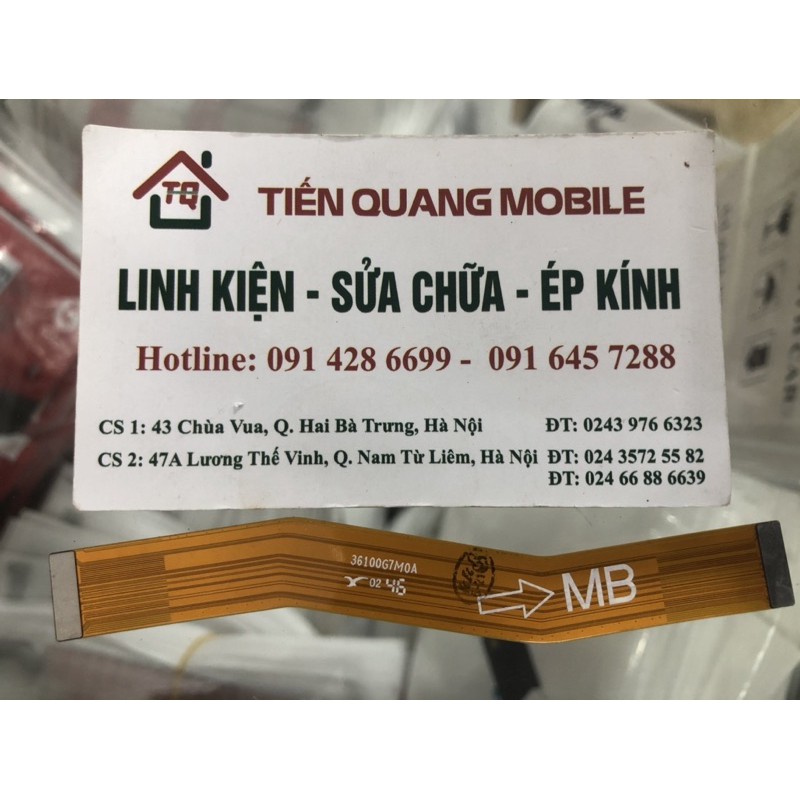 TQ
TIẾN QUANG MOBILE
LINH KIỆN - SỬA CHỮA - ÉP KÍNH
Hotline: 091 428 6699 - 091 645 7288
CS 1: 43 Chùa Vua, Q. Hai Bà Trưng, Hà Nội ĐT: 0243 976 6323
CS 2: 47A Lương Thế Vinh, Q. Nam Từ Liêm, Hà Nội ĐT: 024 3572 55 82
ĐT: 024 66 88 6639
36100G7M0A
02 46
MB